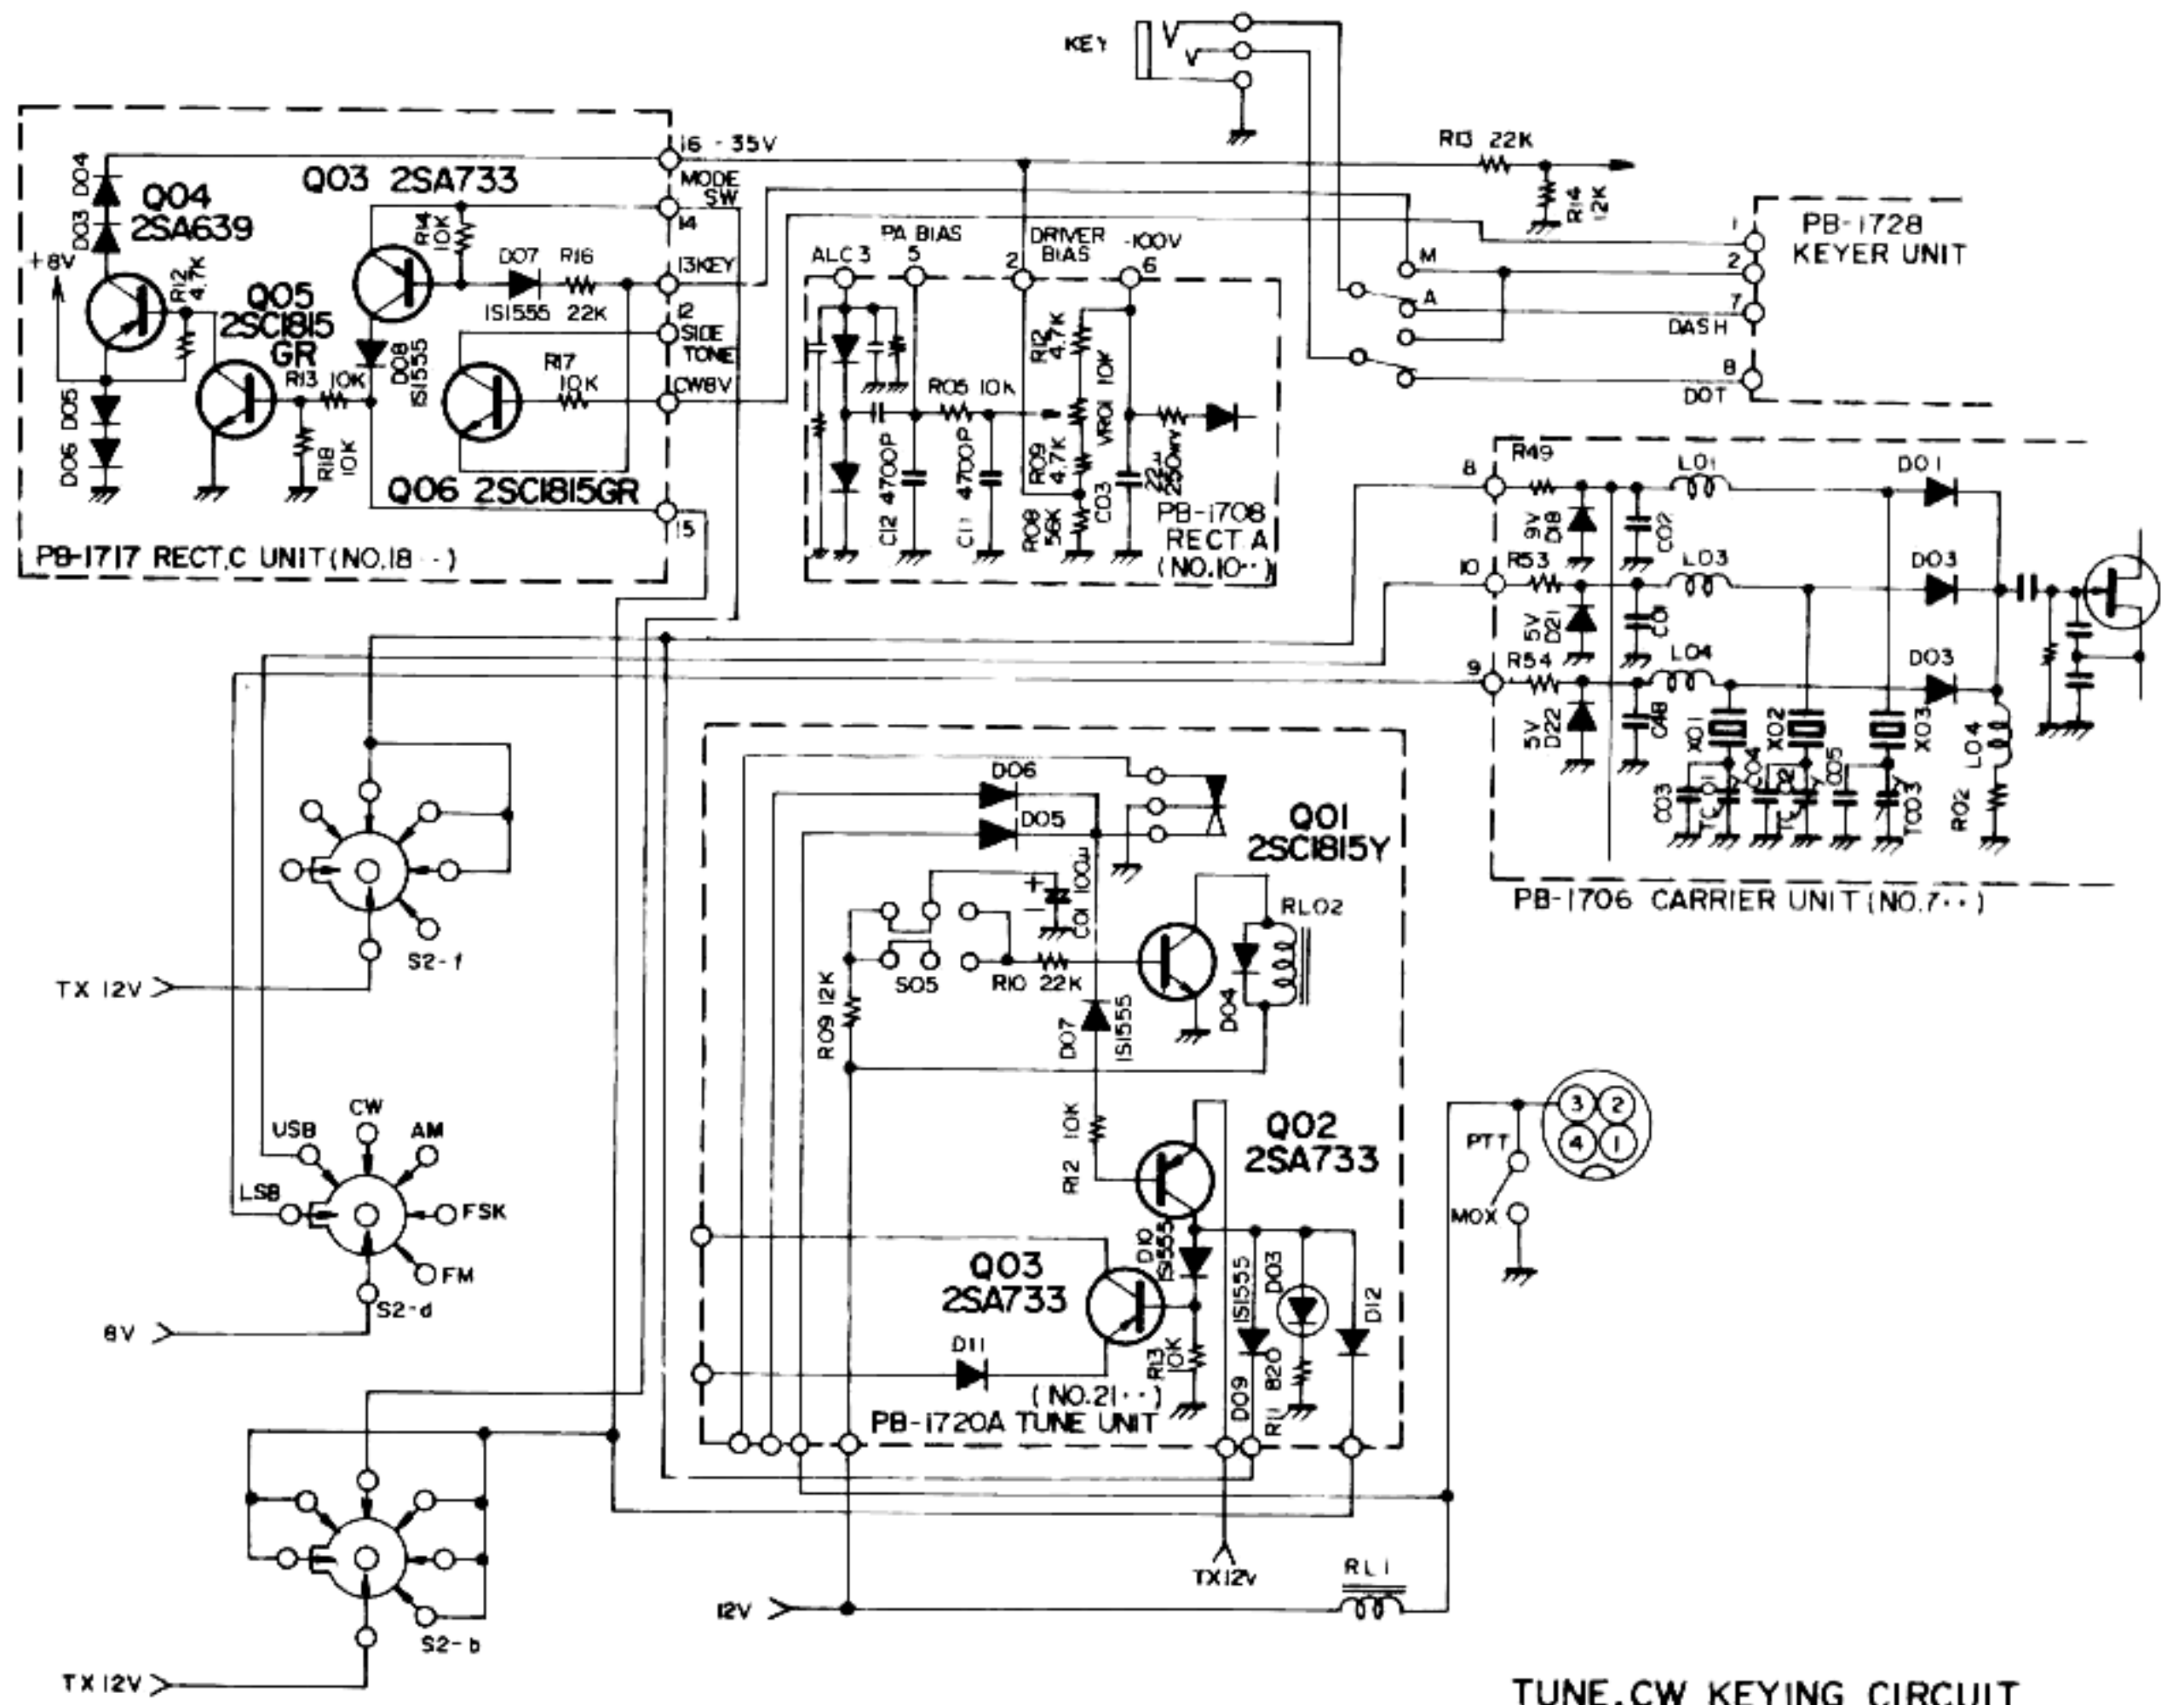 KEY
R13 22K
R14 12K
16 -35V
MODE SW
14
13 KEY
12
SIDE TONE
CW8V
15
D04
D03
Q04
2SA639
Q03 2SA733
R14
10K
+8V
R12
4.7K
Q05
2SC1815
GR
D07
R16
1S1555
22K
D05
D06
R13 10K
D08
1S1555
R17
10K
R18
10K
Q06 2SC1815GR
PB-1717 RECT.C UNIT (NO.18··)
PA BIAS
DRIVER BIAS
-100V
ALC 3
5
2
6
R12
4.7K
VR01 10K
R05 10K
C12 4700P
C11 4700P
R09
4.7K
R08
56K
C03
22μ
250WV
PB-1708
RECT A
(NO.10··)
M
A
1
2
7
8
PB-1728
KEYER UNIT
DASH
DOT
8
R49
L01
D01
9V
D18
C02
10
R53
L03
D03
5V
D21
C01
9
R54
L04
D03
5V
D22
C48
X01
X02
X03
C03
TC01
C04
TC02
C05
TC03
L04
R02
PB-1706 CARRIER UNIT (NO.7··)
S2-f
TX 12V
CW
USB
AM
LSB
FSK
FM
S2-d
8V
S2-b
TX 12V
D06
D05
Q01
2SC1815Y
C01 100μ
+
-
RL02
S05
R10 22K
R09 12K
D07
1S1555
D04
R12 10K
Q02
2SA733
D10
1S1555
Q03
2SA733
1S1555
D03
D12
D11
R13
10K
D09
R11 820
(NO.21··)
PB-1720A TUNE UNIT
3
2
4
1
PTT
MOX
TX12V
RL1
12V
TUNE, CW KEYING CIRCUIT